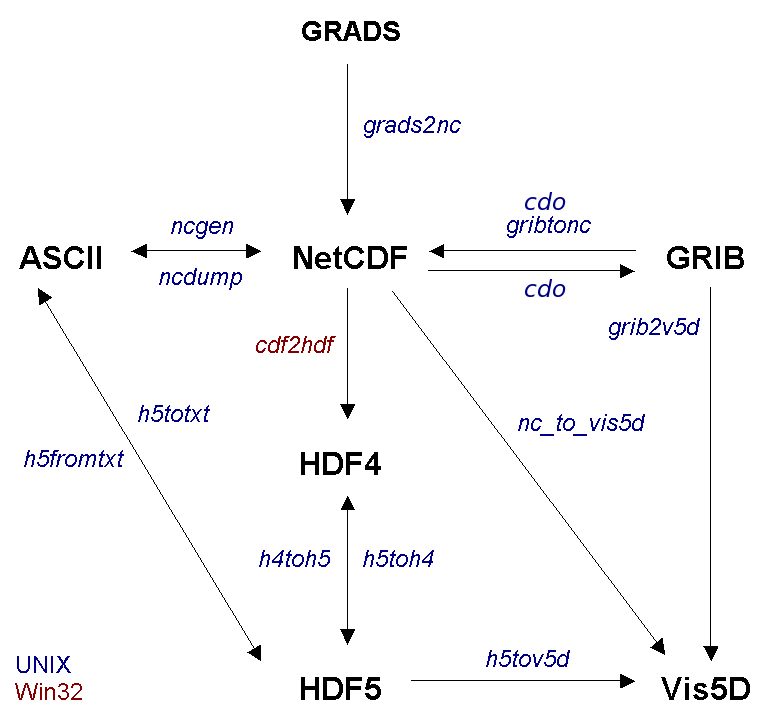 GRADS
grads2nc
cdo
gribtonc
ncgen
ASCII
NetCDF
GRIB
ncdump
cdo
grib2v5d
cdf2hdf
h5totxt
nc_to_vis5d
h5fromtxt
HDF4
h4toh5
h5toh4
UNIX
h5tov5d
Win32
HDF5
Vis5D